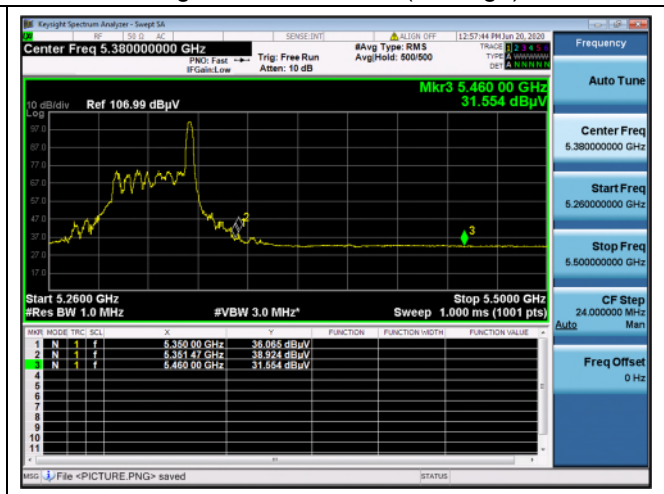 Keysight Spectrum Analyzer - Swept SA
RF 50 Ω AC SENSE:INT ALIGN OFF 12:57:44 PM Jun 20, 2020
Center Freq 5.380000000 GHz
PNO: Fast
IFGain:Low
Trig: Free Run
Atten: 10 dB
#Avg Type: RMS
Avg|Hold: 500/500
TRACE 1 2 3 4 5 6
TYPE A WWWWW
DET A N N N N N
Mkr3 5.460 00 GHz
31.554 dBµV
10 dB/div Ref 106.99 dBµV
Log
97.0
87.0
77.0
67.0
57.0
47.0
37.0
27.0
17.0
2
3
Start 5.2600 GHz Stop 5.5000 GHz
#Res BW 1.0 MHz #VBW 3.0 MHz* Sweep 1.000 ms (1001 pts)
MKR MODE TRC SCL X Y FUNCTION FUNCTION WIDTH FUNCTION VALUE
1 N 1 f 5.350 00 GHz 36.065 dBµV
2 N 1 f 5.351 47 GHz 38.924 dBµV
3 N 1 f 5.460 00 GHz 31.554 dBµV
4
5
6
7
8
9
10
11
MSG File <PICTURE.PNG> saved STATUS
Frequency
Auto Tune
Center Freq
5.380000000 GHz
Start Freq
5.260000000 GHz
Stop Freq
5.500000000 GHz
CF Step
24.000000 MHz
Auto Man
Freq Offset
0 Hz